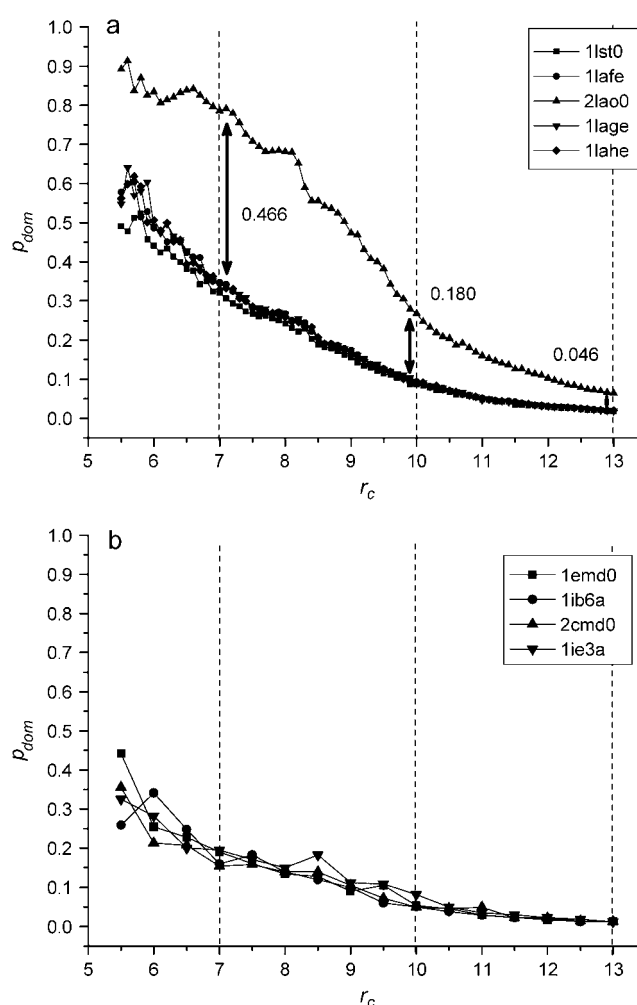 a
1lst0
1lafe
2lao0
1lage
1lahe
1.0
0.9
0.8
0.7
0.6
0.5
0.4
0.3
0.2
0.1
0.0
p_dom
0.466
0.180
0.046
5 6 7 8 9 10 11 12 13
r_c
b
1emd0
1ib6a
2cmd0
1ie3a
1.0
0.9
0.8
0.7
0.6
0.5
0.4
0.3
0.2
0.1
0.0
p_dom
5 6 7 8 9 10 11 12 13
r_c